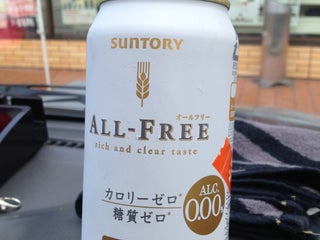 SUNTORY
オールフリー
ALL-FREE
rich and clear taste
カロリーゼロ*
糖質ゼロ*
ALC.
0.00